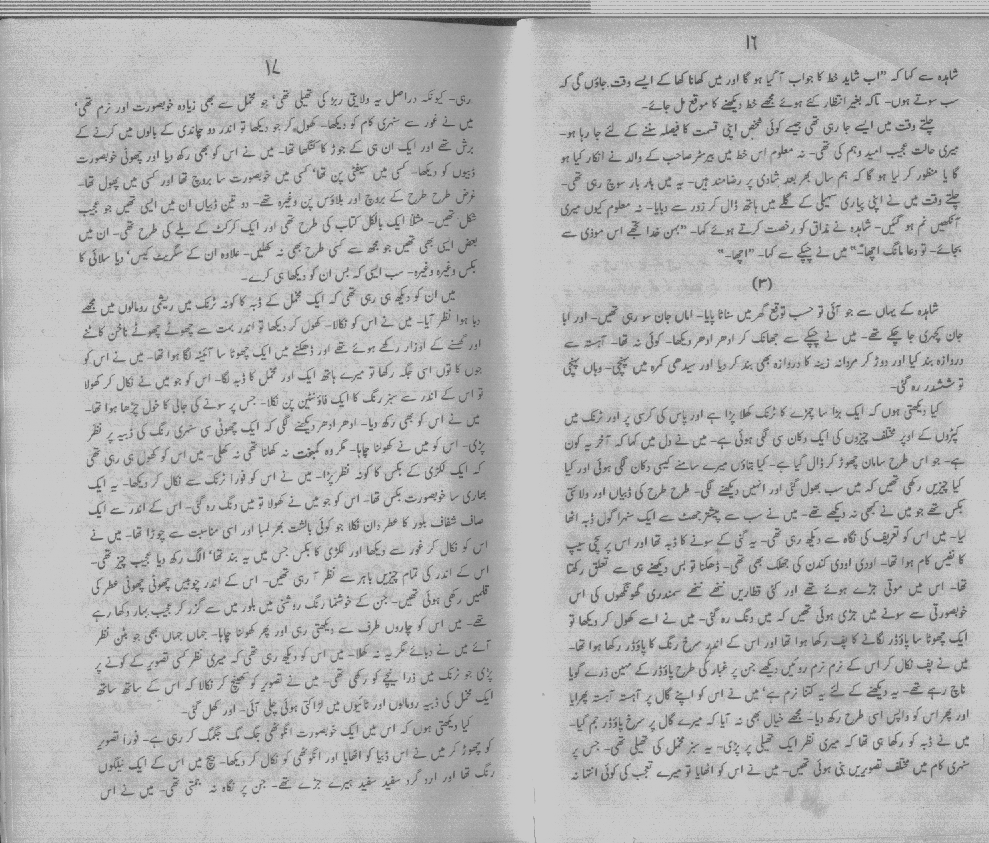 ١٦
شاہدہ سے کہا کہ "اب شاید خط کا جواب آ گیا ہو گا اور میں کھانا کھا کے ایسے وقت جاؤں گی کہ
سب سوتے ہوں۔ تاکہ بغیر انتظار کئے ہوئے مجھے خط دیکھنے کا موقع مل جائے۔
چلتے وقت میں ایسے جا رہی تھی جیسے کوئی شخص اپنی قسمت کا فیصلہ سننے کے لئے جا رہا ہو۔
میری حالت عجیب امید و بیم کی تھی۔ نہ معلوم اس خط میں بیرسٹر صاحب کے والد نے انکار کیا ہو
گا یا منظور کر لیا ہو گا کہ ہم سال بھر بعد شادی پر رضامند ہیں۔ یہ میں بار بار سوچ رہی تھی۔
چلتے وقت میں نے اپنی پیاری سہیلی کے گلے میں ہاتھ ڈال کر زور سے دبایا۔ نہ معلوم کیوں میری
آنکھیں نم ہو گئیں۔ شاہدہ نے مذاق کو رخصت کرتے ہوئے کہا۔ "بہن خدا تجھے اس موذی سے
بچائے۔ تو دعا مانگ اچھا۔" میں نے چپکے سے کہا۔ "اچھا۔"
(٣)
شاہدہ کے یہاں سے جو آئی تو حسب توقع گھر میں سناٹا پایا۔ اماں جان سو رہی تھیں۔ اور ابا
جان کچہری جا چکے تھے۔ میں نے چپکے سے جھانک کر ادھر ادھر دیکھا۔ کوئی نہ تھا۔ آہستہ سے
دروازہ بند کیا اور دوڑ کر مردانہ زینہ کا دروازہ بھی بند کر دیا اور سیدھی کمرہ میں پہنچی۔ وہاں پہنچی
تو ششدر رہ گئی۔
کیا دیکھتی ہوں کہ ایک بڑا سا چمڑے کا ٹرنک کھلا پڑا ہے اور پاس کی کرسی پر اور ٹرنک میں
کپڑوں کے اوپر مختلف چیزوں کی ایک دکان سی لگی ہوئی ہے۔ میں نے دل میں کہا کہ آخر یہ کون
ہے۔ جو اس طرح سامان چھوڑ کر ڈال گیا ہے۔ کیا بتاؤں میرے سامنے کیسی دکان لگی ہوئی اور کیا
کیا چیزیں رکھی تھیں کہ میں سب بھول گئی اور انہیں دیکھنے لگی۔ طرح طرح کی ڈبیاں اور ولائتی
بکس تھے جو میں نے کبھی نہ دیکھے تھے۔ میں نے سب سے پیشتر جھٹ سے ایک سنہرا گول ڈبہ اٹھا
لیا۔ میں اس کو تعریف کی نگاہ سے دیکھ رہی تھی۔ یہ گنی کے سونے کا ڈبہ تھا اور اس پر سچی سیپ
کا نفیس کام ہوا تھا۔ اودی اودی کندن کی جھلک بھی تھی۔ ڈھکنا تو بس دیکھنے ہی سے تعلق رکھتا
تھا۔ اس میں موتی جڑے ہوئے تھے اور کئی قطاریں ننھے ننھے سمندری گھونگھوں کی اس
خوبصورتی سے سونے میں جڑی ہوئی تھیں کہ میں دنگ رہ گئی۔ میں نے اسے کھول کر دیکھا تو
ایک چھوٹا سا پاؤڈر لگانے کا پف رکھا ہوا تھا اور اس کے اندر سرخ رنگ کا پاؤڈر رکھا ہوا تھا۔
میں نے پف نکال کر اس کے نرم نرم روئیں دیکھے جن پر غبار کی طرح پاؤڈر کے مہین ذرے گویا
ناچ رہے تھے۔ یہ دیکھنے کے لئے یہ کتنا نرم ہے' میں نے اس کو اپنے گال پر آہستہ آہستہ پھرایا
اور پھر اس کو واپس اسی طرح رکھ دیا۔ مجھے خیال بھی نہ آیا کہ میرے گال پر سرخ پاؤڈر جم گیا۔
میں نے ڈبہ کو رکھا ہی تھا کہ میری نظر ایک تھیلی پر پڑی۔ یہ سبز مخمل کی تھیلی تھی۔ جس پر
سنہری کام میں مختلف تصویریں بنی ہوئی تھیں۔ میں نے اس کو اٹھایا تو میرے تعجب کی کوئی انتہا نہ
١٧
رہی۔ کیونکہ دراصل یہ ولایتی ربڑ کی تھیلی تھی' جو مخمل سے بھی زیادہ خوبصورت اور نرم تھی'
میں نے غور سے سنہری کام کو دیکھا۔ کھول کر جو دیکھا تو اندر دو چاندی کے بالوں میں کرنے کے
برش تھے اور ایک ان ہی کے جوڑ کا کنگھا تھا۔ میں نے اس کو بھی رکھ دیا اور چھوٹی خوبصورت
ڈبیوں کو دیکھا۔ کسی میں سیفٹی پن تھا' کسی میں خوبصورت سا بروچ تھا اور کسی میں پھول تھا۔
غرض طرح طرح کے بروچ اور بلاؤس پن وغیرہ تھے۔ دو تین ڈبیاں ان میں ایسی تھیں جو عجیب
شکل تھیں۔ مثلاً ایک بالکل کتاب کی طرح تھی اور ایک کرکٹ کے بلے کی طرح تھی۔ ان میں
بعض ایسی بھی تھیں جو مجھ سے کسی طرح بھی نہ کھلیں۔ علاوہ ان کے سگریٹ کیس' دیا سلائی کا
بکس وغیرہ وغیرہ۔ سب ایسی کہ بس ان کو دیکھا ہی کرے۔
میں ان کو دیکھ ہی رہی تھی کہ ایک مخمل کے ڈبہ کا کونہ ٹرنک میں ریشمی رومالوں میں مجھے
دبا ہوا نظر آیا۔ میں نے اس کو نکالا۔ کھول کر دیکھا تو اندر بہت سے چھوٹے چھوٹے ناخن کاٹنے
اور گھسنے کے اوزار رکھے ہوئے تھے اور ڈھکنے میں ایک چھوٹا سا آئینہ لگا ہوا تھا۔ میں نے اس کو
جوں کا توں اسی جگہ رکھا تو میرے ہاتھ ایک اور مخمل کا ڈبہ لگا۔ اس کو جو میں نے نکال کر کھولا
تو اس کے اندر سے سبز رنگ کا ایک فاؤنٹین پن نکلا۔ جس پر سونے کی جالی کا خول چڑھا ہوا تھا۔
میں نے اس کو بھی رکھ دیا۔ ادھر ادھر دیکھنے لگی کہ ایک چھوٹی سی سنہری رنگ کی ڈبیہ پر نظر
پڑی۔ اس کو میں نے کھولنا چاہا۔ مگر وہ کمبخت نہ کھلنا تھی نہ کھلی۔ میں اس کو کھول ہی رہی تھی
کہ ایک لکڑی کے بکس کا کونہ نظر پڑا۔ میں نے اس کو فوراً ٹرنک سے نکال کر دیکھا۔ یہ ایک
بھاری سا خوبصورت بکس تھا۔ اس کو جو میں نے کھولا تو میں دنگ رہ گئی۔ اس کے اندر سے ایک
صاف شفاف بلور کا عطر دان نکلا جو کوئی بالشت بھر لمبا اور اسی مناسبت سے چوڑا تھا۔ میں نے
اس کو نکال کر غور سے دیکھا اور لکڑی کا بکس جس میں یہ بند تھا' الگ رکھ دیا عجیب چیز تھی۔
اس کے اندر کی تمام چیزیں باہر سے نظر آ رہی تھیں۔ اس کے اندر چوبیس چھوٹی چھوٹی عطر کی
قلمیں رکھی ہوئی تھیں۔ جن کے خوشنما رنگ روشنی میں بلور میں سے گزر کر عجیب بہار دکھا رہے
تھے۔ میں اس کو چاروں طرف سے دیکھتی رہی اور پھر کھولنا چاہا۔ جہاں جہاں بھی جو بٹن نظر
آئے میں نے دبائے مگر یہ نہ کھلا۔ میں اس کو دیکھ رہی تھی کہ میری نظر کسی تصویر کے کونے پر
پڑی جو ٹرنک میں ذرا نیچے کو رکھی تھی۔ میں نے تصویر کو کھینچ کر نکالا کہ اس کے ساتھ ساتھ
ایک مخمل کی ڈبیہ رومالوں اور ٹائیوں میں لڑاکتی ہوئی چلی آئی۔ اور کھل گئی۔
کیا دیکھتی ہوں کہ اس میں ایک خوبصورت انگوٹھی جگ مگ جگمگ کر رہی ہے۔ فوراً تصویر
کو چھوڑ کر میں نے اس ڈبیا کو اٹھایا اور انگوٹھی کو نکال کر دیکھا۔ بیچ میں اس کے ایک نیلگوں
رنگ تھا اور ارد گرد سفید سفید ہیرے جڑے تھے۔ جن پر نگاہ نہ جمتی تھی۔ میں نے اس